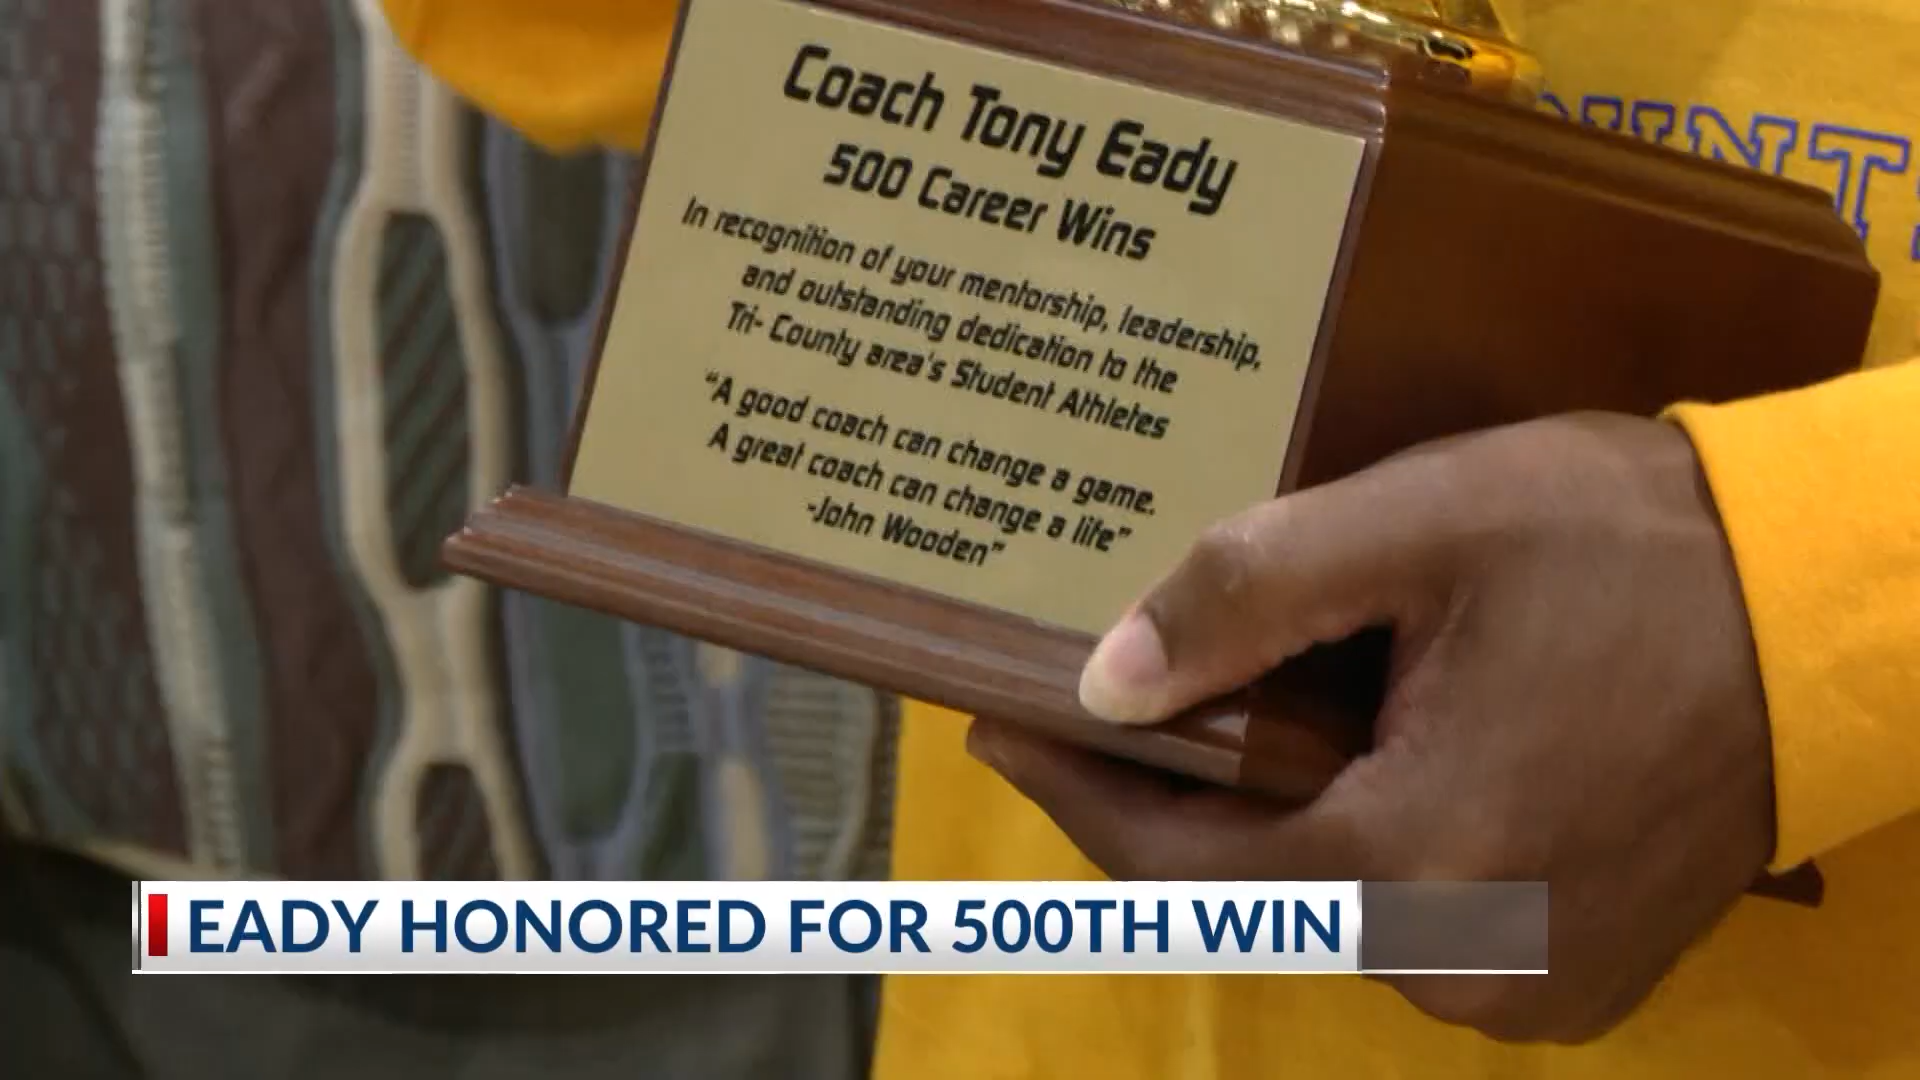 Coach Tony Eady
500 Career Wins
In recognition of your mentorship, leadership,
and outstanding dedication to the
Tri- County area's Student Athletes
“A good coach can change a game.
A great coach can change a life”
-John Wooden”
EADY HONORED FOR 500TH WIN